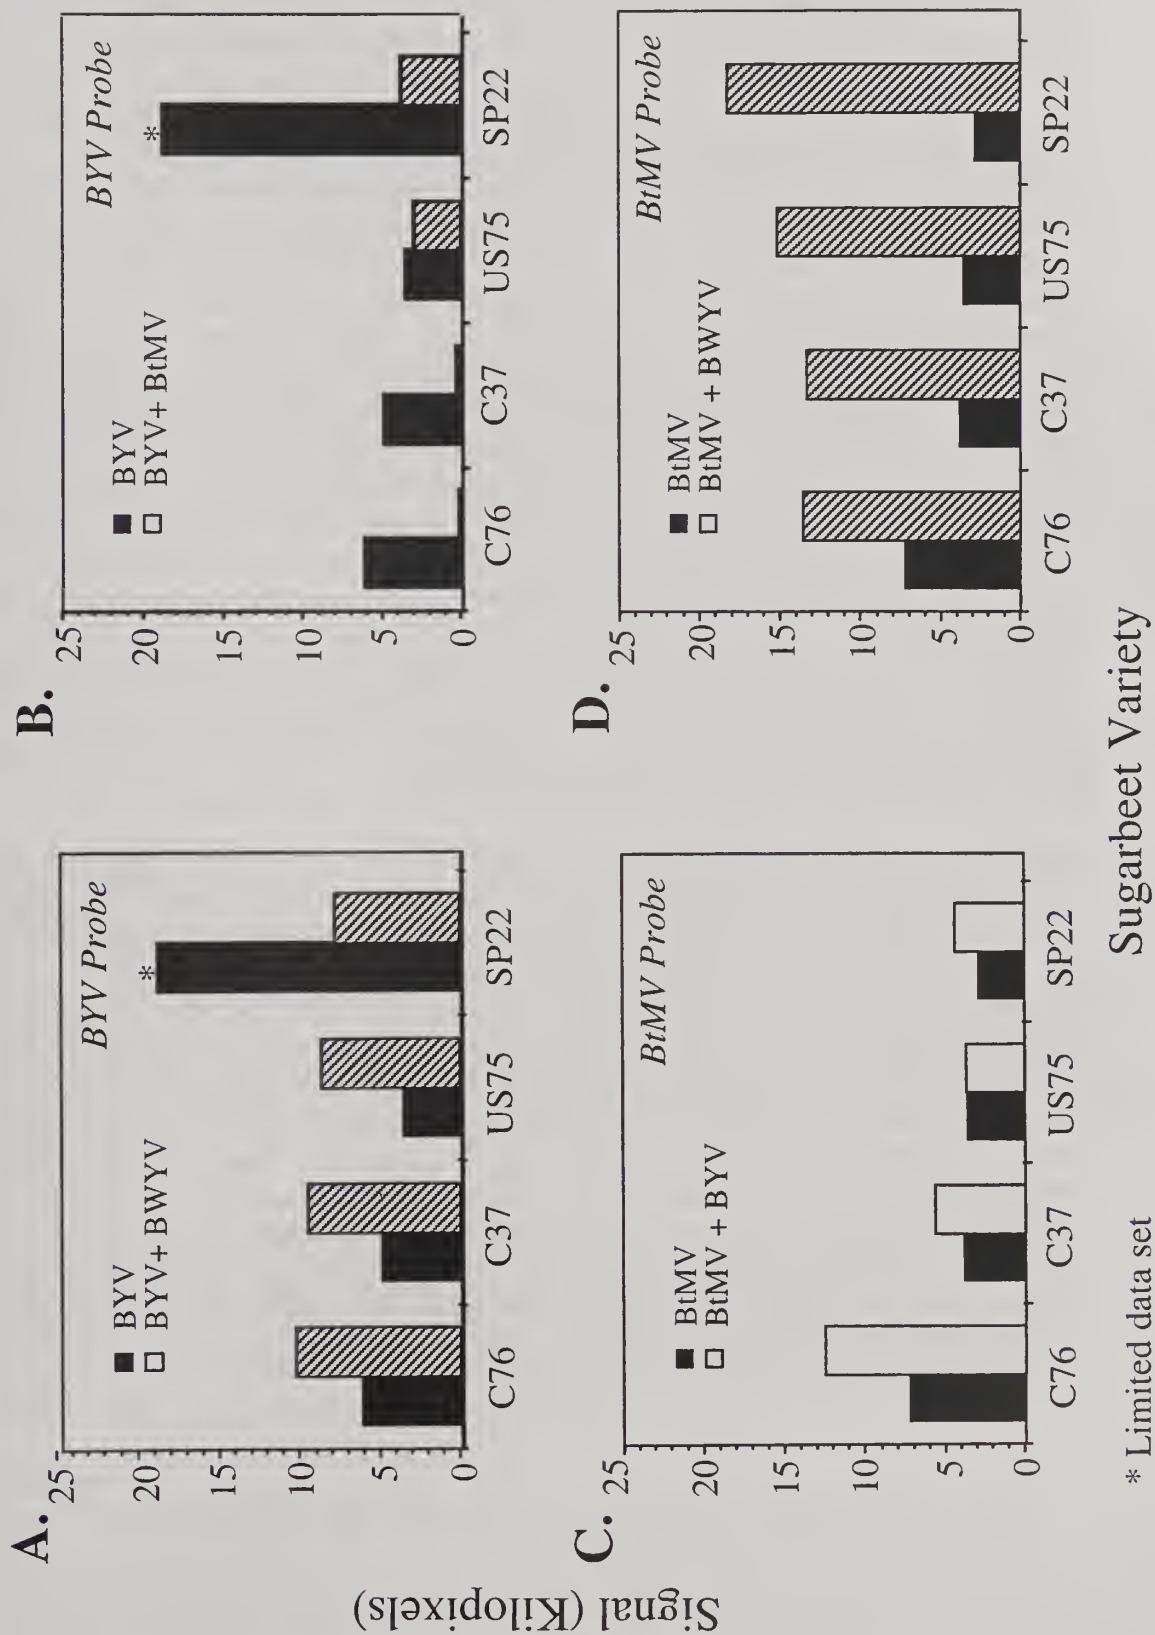 A.
BYV Probe
BYV
BYV+ BWYV
25
20
15
10
5
0
*
C76
C37
US75
SP22
B.
BYV Probe
BYV
BYV+ BtMV
25
20
15
10
5
0
*
C76
C37
US75
SP22
C.
BtMV Probe
BtMV
BtMV + BYV
25
20
15
10
5
0
C76
C37
US75
SP22
D.
BtMV Probe
BtMV
BtMV + BWYV
25
20
15
10
5
0
C76
C37
US75
SP22
Signal (Kilopixels)
Sugarbeet Variety
* Limited data set